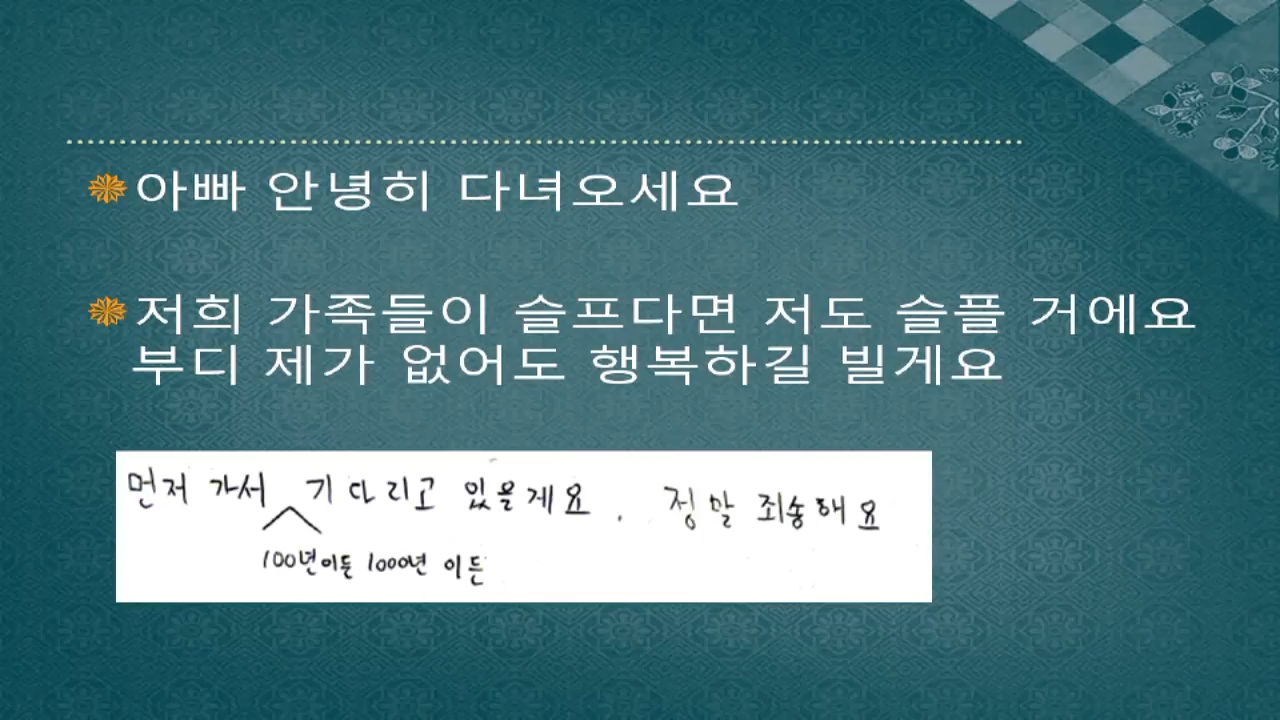 아빠 안녕히 다녀오세요
저희 가족들이 슬프다면 저도 슬플 거에요
부디 제가 없어도 행복하길 빌게요
먼저 가서 기다리고 있을게요. 정말 죄송해요
100년이든 1000년 이든